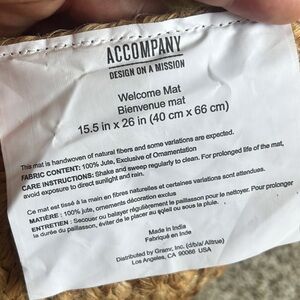 ACCOMPANY
DESIGN ON A MISSION
Welcome Mat
Bienvenue mat
15.5 in x 26 in (40 cm x 66 cm)
This mat is handwoven of natural fibers and some variations are expected.
FABRIC CONTENT: 100% Jute, Exclusive of Ornamentation
CARE INSTRUCTIONS: Shake and sweep regularly to clean. For prolonged life of the mat,
avoid exposure to direct sunlight and rain.
Ce mat est tissé à la main en fibres naturelles et certaines variations sont attendues.
MATIÈRE : 100% jute, ornements décoration exclus
ENTRETIEN : Secouer ou balayer régulièrement le paillasson pour le nettoyer. Pour prolonger
la durée du paillasson, éviter de le placer au soleil ou sous la pluie.
Made in India
Fabriqué en Inde
Distributed by Gramr, Inc. (d/b/a/ Altrue)
Los Angeles, CA 90066 USA